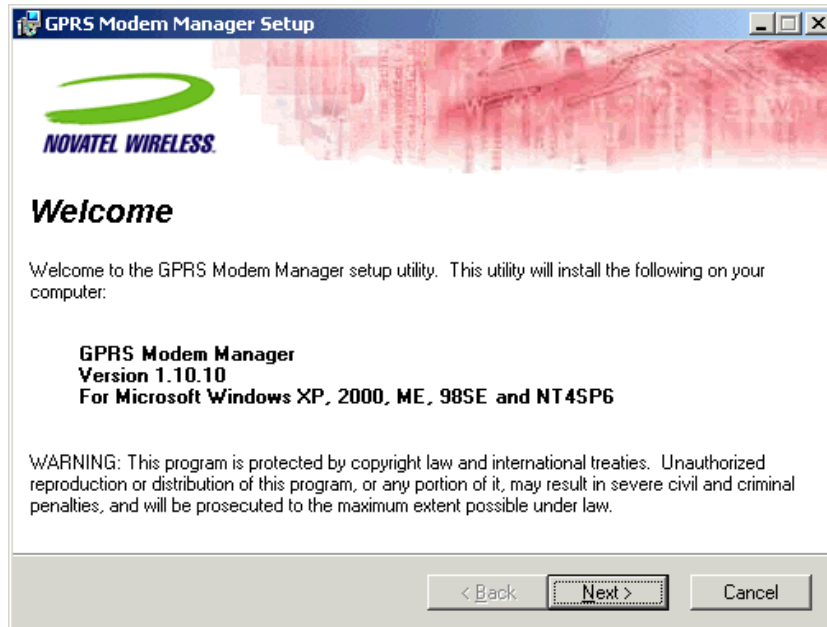 GPRS Modem Manager Setup
NOVATEL WIRELESS.
Welcome
Welcome to the GPRS Modem Manager setup utility.  This utility will install the following on your
computer:
GPRS Modem Manager
Version 1.10.10
For Microsoft Windows XP, 2000, ME, 98SE and NT4SP6
WARNING: This program is protected by copyright law and international treaties.  Unauthorized
reproduction or distribution of this program, or any portion of it, may result in severe civil and criminal
penalties, and will be prosecuted to the maximum extent possible under law.
< Back
Next >
Cancel